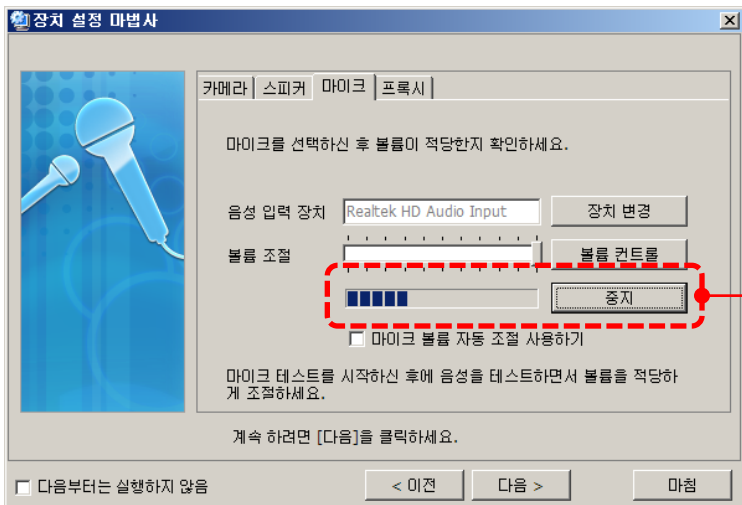 장치 설정 마법사
카메라 스피커 마이크 프록시
마이크를 선택하신 후 볼륨이 적당한지 확인하세요.
음성 입력 장치 Realtek HD Audio Input 장치 변경
볼륨 조절 볼륨 컨트롤
중지
마이크 볼륨 자동 조절 사용하기
마이크 테스트를 시작하신 후에 음성을 테스트하면서 볼륨을 적당하
게 조절하세요.
계속 하려면 [다음]을 클릭하세요.
다음부터는 실행하지 않음 < 이전 다음 > 마침